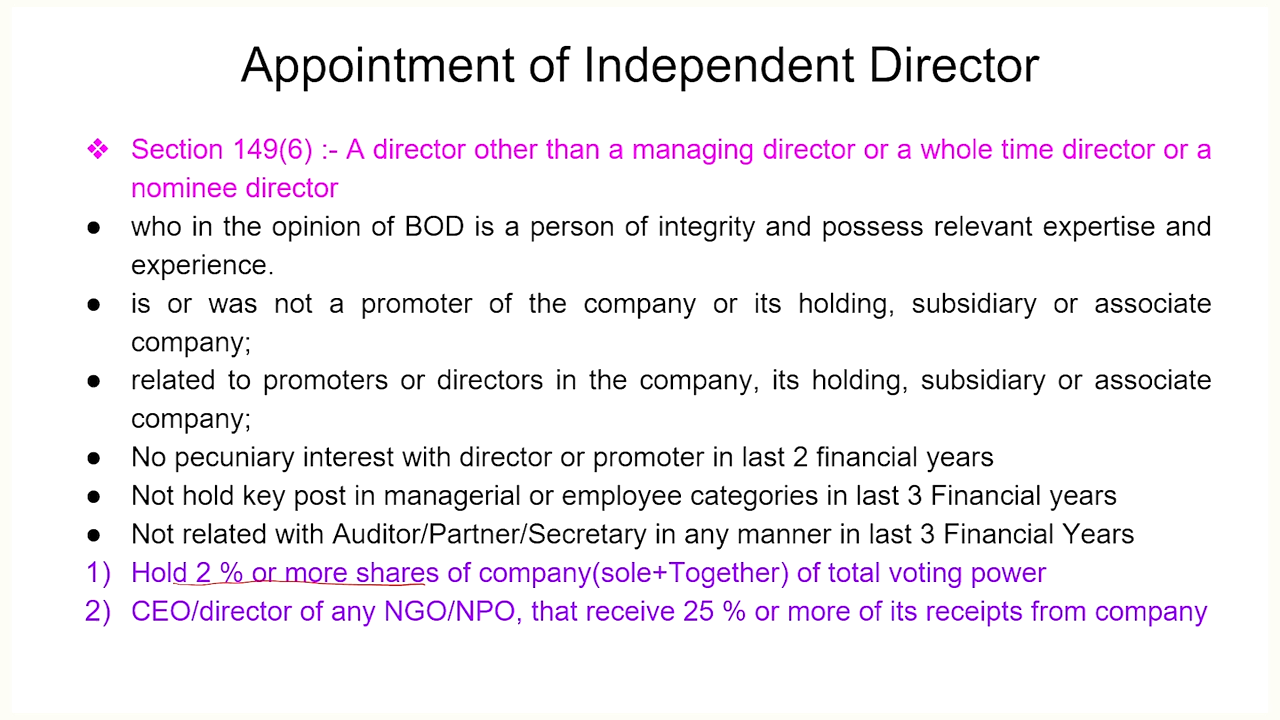 Appointment of Independent Director
❖ Section 149(6) :- A director other than a managing director or a whole time director or a
nominee director
● who in the opinion of BOD is a person of integrity and possess relevant expertise and
experience.
● is or was not a promoter of the company or its holding, subsidiary or associate
company;
● related to promoters or directors in the company, its holding, subsidiary or associate
company;
● No pecuniary interest with director or promoter in last 2 financial years
● Not hold key post in managerial or employee categories in last 3 Financial years
● Not related with Auditor/Partner/Secretary in any manner in last 3 Financial Years
1) Hold 2 % or more shares of company(sole+Together) of total voting power
2) CEO/director of any NGO/NPO, that receive 25 % or more of its receipts from company